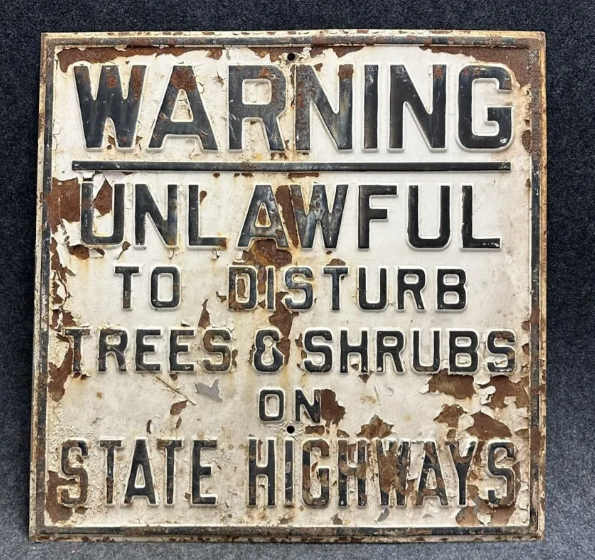 WARNING
UNLAWFUL
TO DISTURB
TREES & SHRUBS
ON
STATE HIGHWAYS